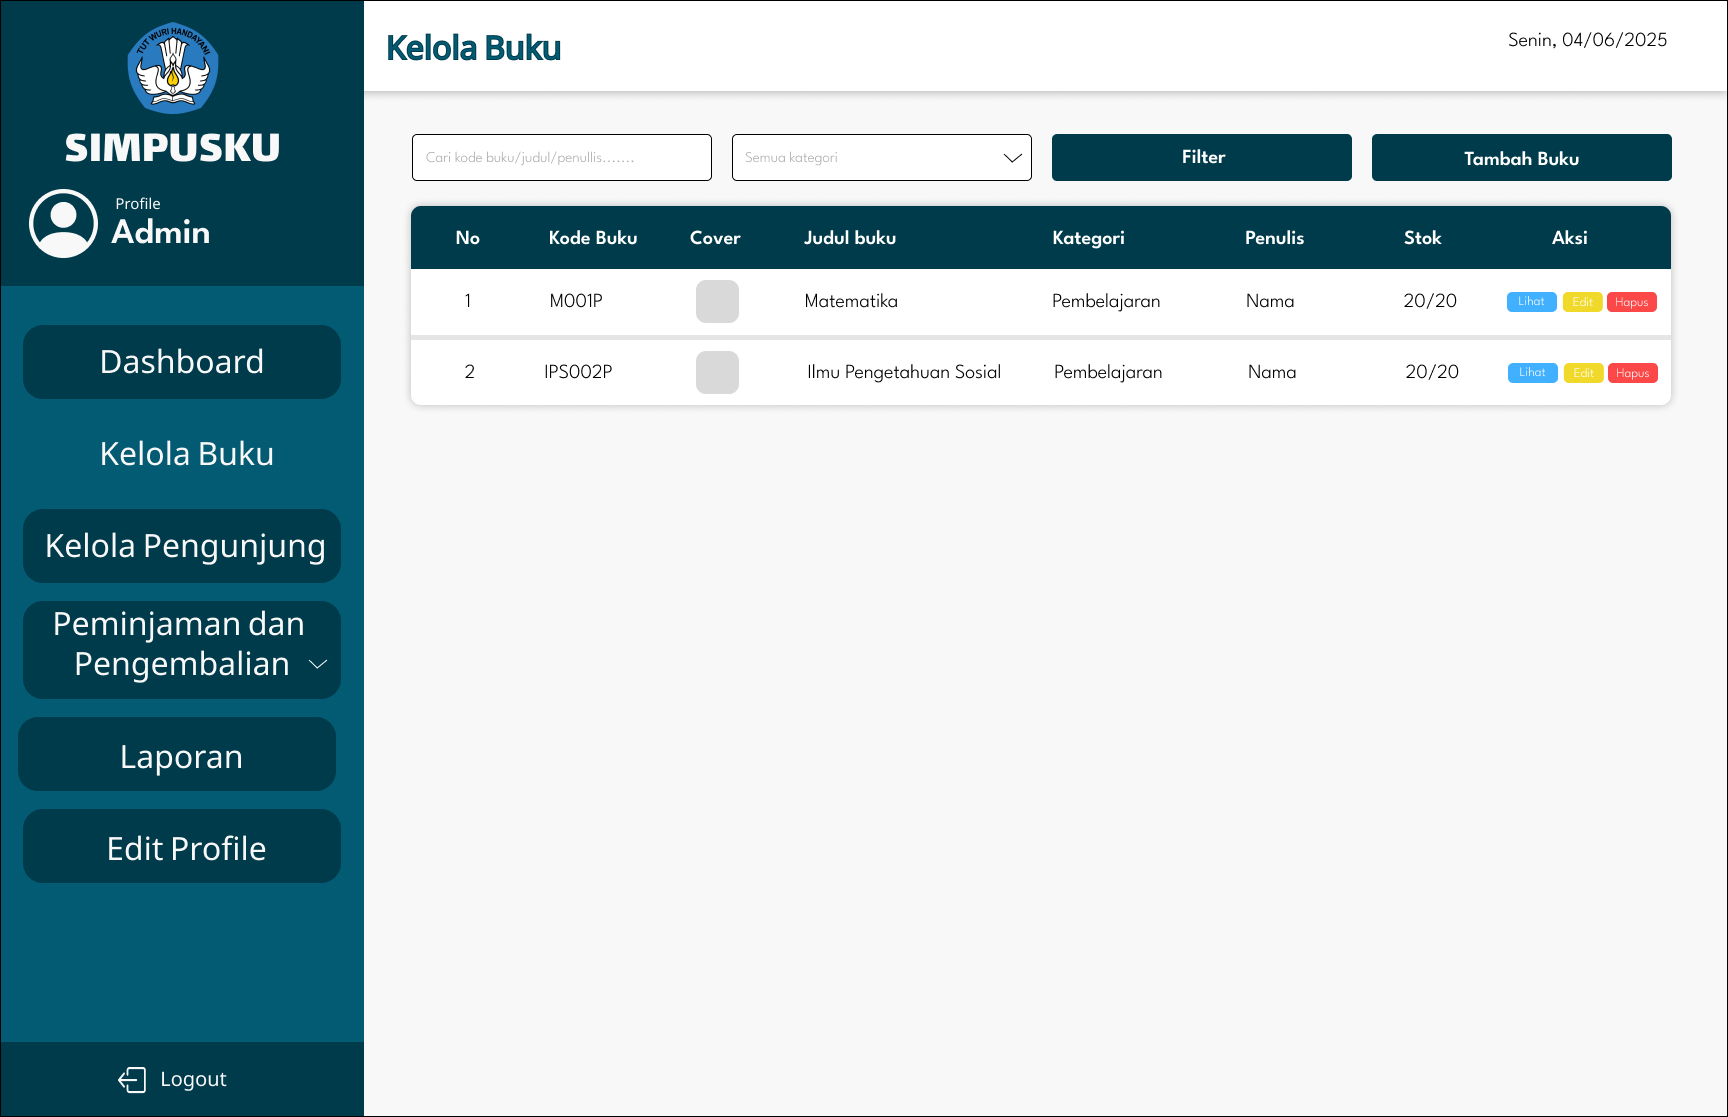 TUT WURI HANDAYANI
SIMPUSKU
Profile
Admin
Dashboard
Kelola Buku
Kelola Pengunjung
Peminjaman dan
Pengembalian
Laporan
Edit Profile
Logout
Kelola Buku
Senin, 04/06/2025
Cari kode buku/judul/penullis.......
Semua kategori
Filter
Tambah Buku
No Kode Buku Cover Judul buku Kategori Penulis Stok Aksi
1 M001P Matematika Pembelajaran Nama 20/20 Lihat Edit Hapus
2 IPS002P Ilmu Pengetahuan Sosial Pembelajaran Nama 20/20 Lihat Edit Hapus